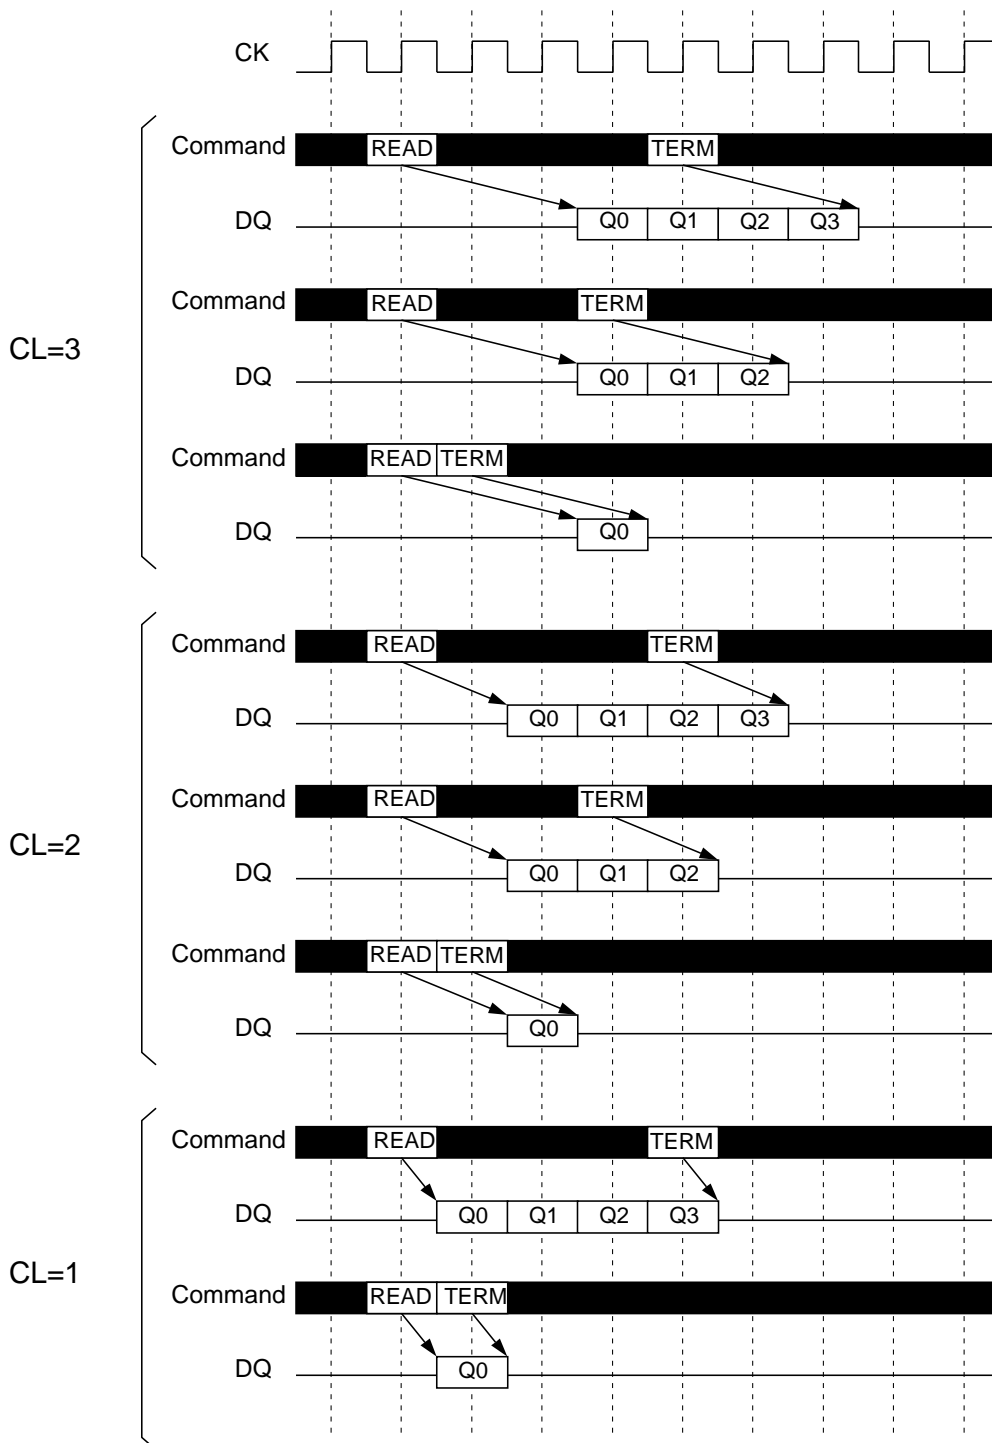 CK
Command READ TERM
DQ Q0 Q1 Q2 Q3
Command READ TERM
CL=3
DQ Q0 Q1 Q2
Command READ TERM
DQ Q0
Command READ TERM
DQ Q0 Q1 Q2 Q3
Command READ TERM
CL=2
DQ Q0 Q1 Q2
Command READ TERM
DQ Q0
Command READ TERM
DQ Q0 Q1 Q2 Q3
CL=1
Command READ TERM
DQ Q0